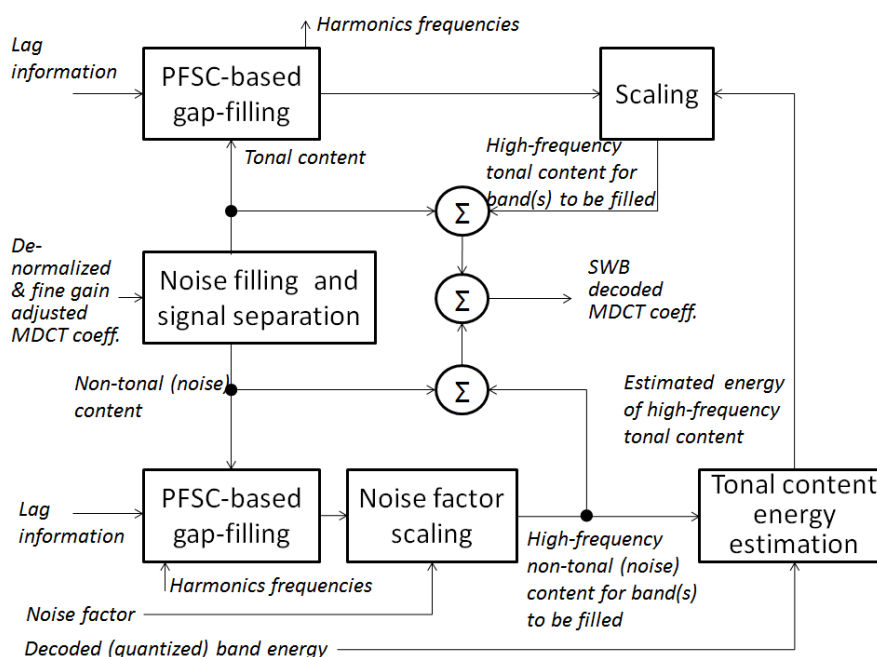 Harmonics frequencies
Lag
information
PFSC-based
gap-filling
Scaling
Tonal content
High-frequency
tonal content for
band(s) to be filled
Σ
De-
normalized
& fine gain
adjusted
MDCT coeff.
Noise filling and
signal separation
Σ
SWB
decoded
MDCT coeff.
Non-tonal (noise)
content
Σ
Estimated energy
of high-frequency
tonal content
Lag
information
PFSC-based
gap-filling
Noise factor
scaling
Tonal content
energy
estimation
High-frequency
non-tonal (noise)
content for band(s)
to be filled
Harmonics frequencies
Noise factor
Decoded (quantized) band energy